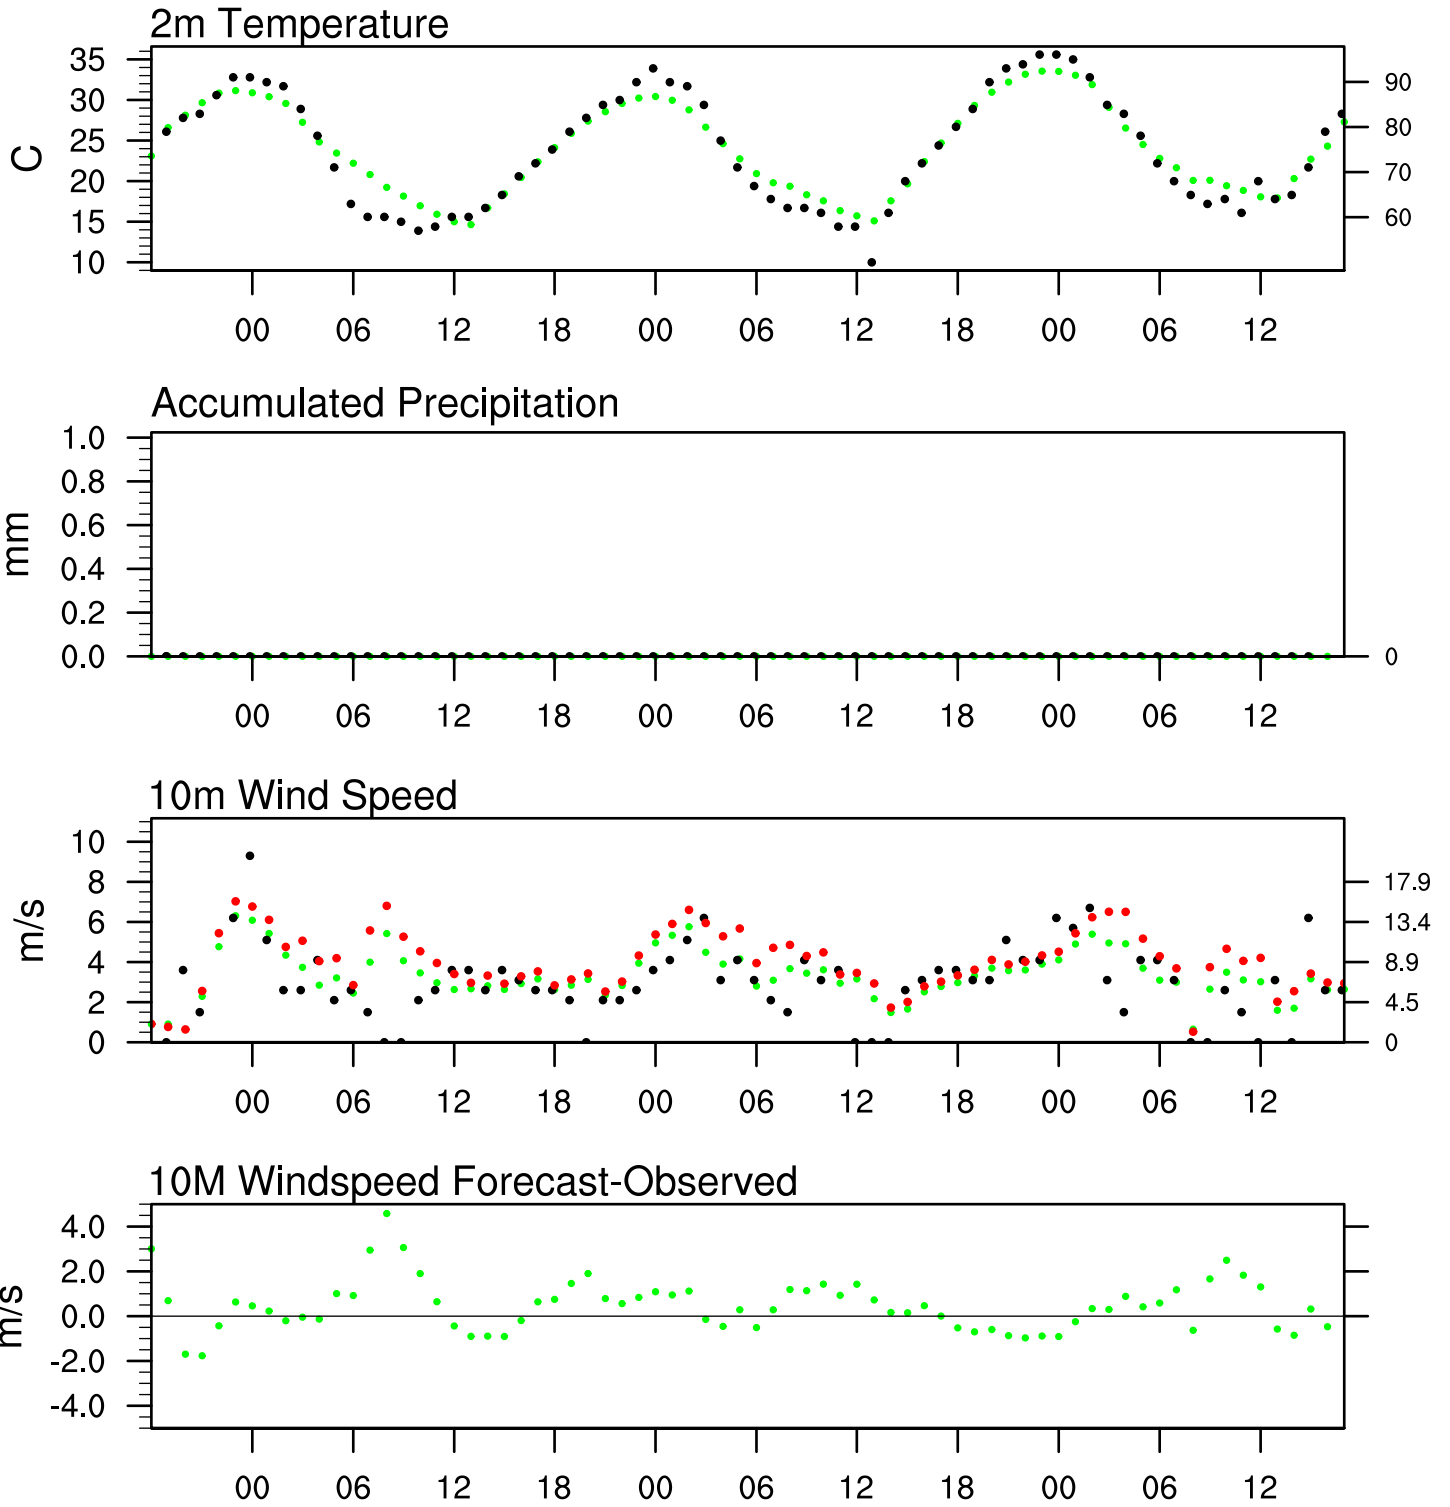 2m Temperature
C
35
30
25
20
15
10
90
80
70
60
00 06 12 18 00 06 12 18 00 06 12
Accumulated Precipitation
mm
1.0
0.8
0.6
0.4
0.2
0.0
0
00 06 12 18 00 06 12 18 00 06 12
10m Wind Speed
m/s
10
8
6
4
2
0
17.9
13.4
8.9
4.5
0
00 06 12 18 00 06 12 18 00 06 12
10M Windspeed Forecast-Observed
m/s
4.0
2.0
0.0
-2.0
-4.0
00 06 12 18 00 06 12 18 00 06 12